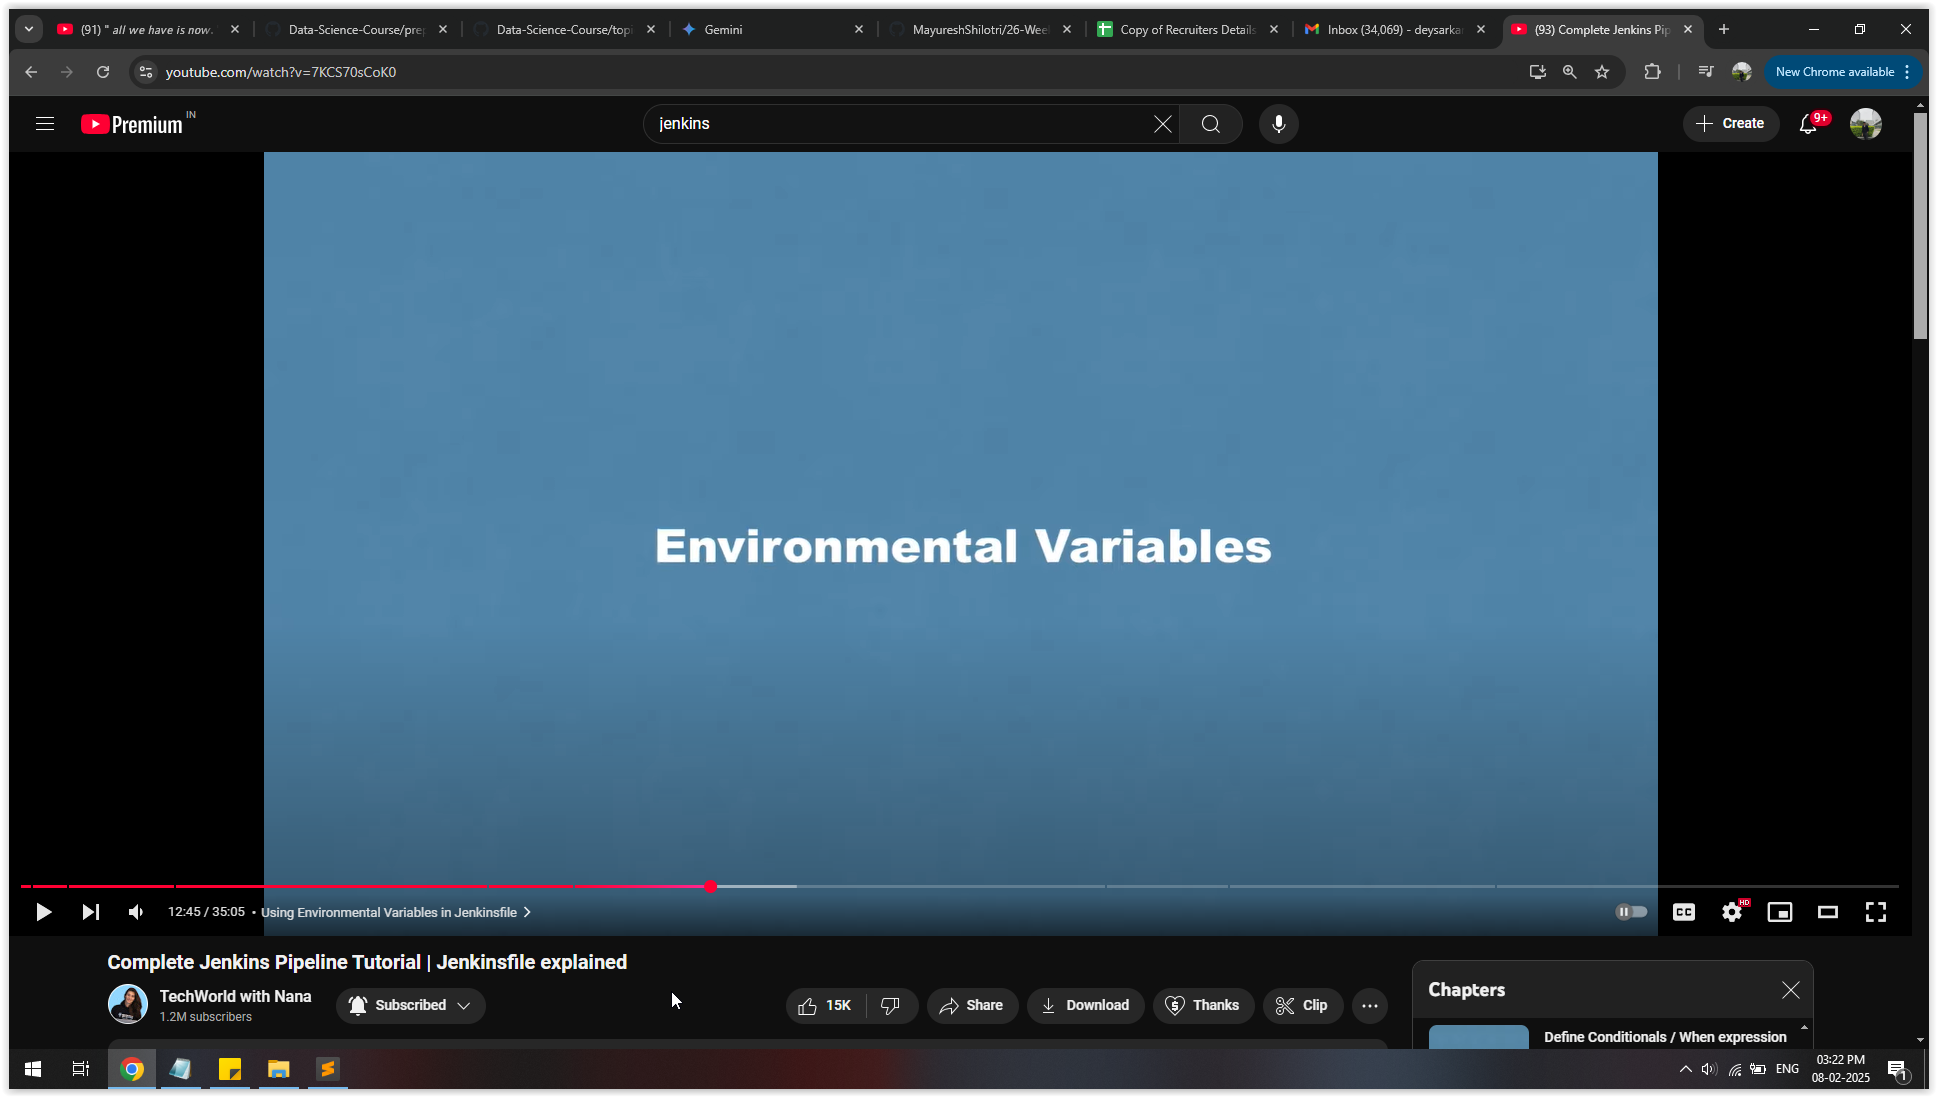 (91) " all we have is now.
Data-Science-Course/prep
Data-Science-Course/topi
Gemini
MayureshShilotri/26-Wee
Copy of Recruiters Details
Inbox (34,069) - deysarka
(93) Complete Jenkins Pip
youtube.com/watch?v=7KCS70sCoK0
New Chrome available
Premium IN
jenkins
Create
9+
Environmental Variables
12:45 / 35:05 • Using Environmental Variables in Jenkinsfile
CC
HD
Complete Jenkins Pipeline Tutorial | Jenkinsfile explained
TechWorld with Nana
1.2M subscribers
Subscribed
15K
Share
Download
Thanks
Clip
Chapters
Define Conditionals / When expression
ENG
03:22 PM
08-02-2025
1